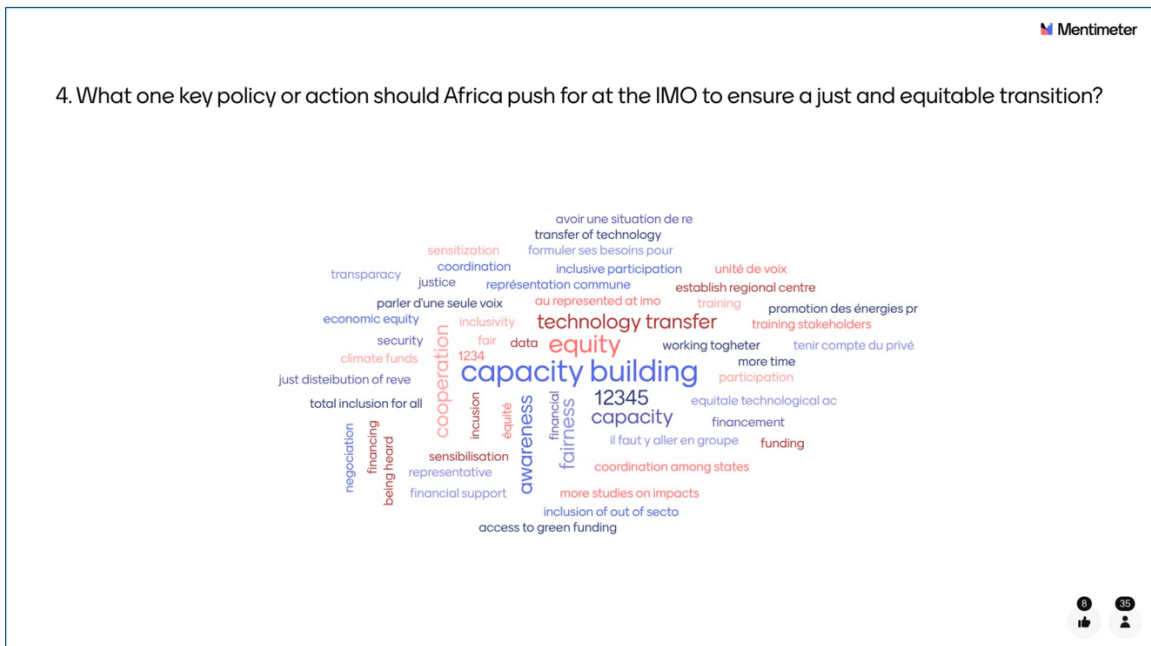 Mentimeter
4. What one key policy or action should Africa push for at the IMO to ensure a just and equitable transition?
avoir une situation de re
transfer of technology
sensitization
formuler ses besoins pour
transparacy
coordination
inclusive participation
unité de voix
justice
représentation commune
establish regional centre
parler d'une seule voix
au represented at imo
training
promotion des énergies pr
economic equity
inclusivity
technology transfer
training stakeholders
security
fair
data
equity
working togheter
tenir compte du privé
climate funds
1234
more time
cooperation
capacity building
participation
just disteibution of reve
total inclusion for all
incusion
équité
awareness
financial
fairness
12345
equitale technological ac
capacity
financement
negociation
financing
being heard
il faut y aller en groupe
funding
sensibilisation
representative
coordination among states
financial support
more studies on impacts
inclusion of out of secto
access to green funding
8
35